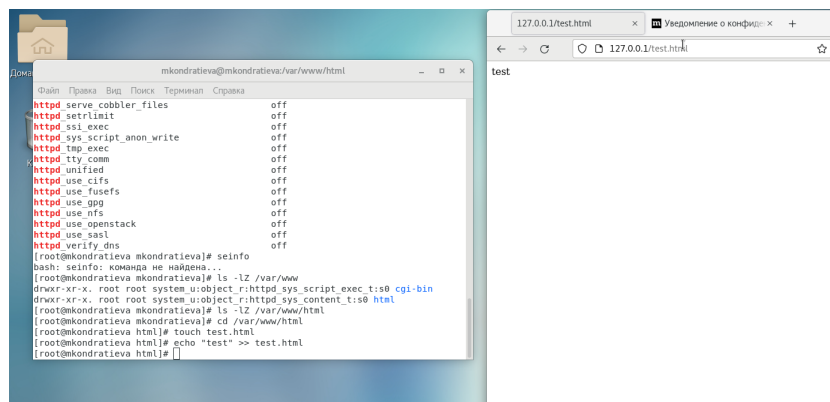 Дома
mkondratieva@mkondratieva:/var/www/html
Файл Правка Вид Поиск Терминал Справка
httpd_serve_cobbler_files off
httpd_setrlimit off
httpd_ssi_exec off
httpd_sys_script_anon_write off
httpd_tmp_exec off
httpd_tty_comm off
httpd_unified off
httpd_use_cifs off
httpd_use_fusefs off
httpd_use_gpg off
httpd_use_nfs off
httpd_use_openstack off
httpd_use_sasl off
httpd_verify_dns off
[root@mkondratieva mkondratieva]# seinfo
bash: seinfo: команда не найдена...
[root@mkondratieva mkondratieva]# ls -lZ /var/www
drwxr-xr-x. root root system_u:object_r:httpd_sys_script_exec_t:s0 cgi-bin
drwxr-xr-x. root root system_u:object_r:httpd_sys_content_t:s0 html
[root@mkondratieva mkondratieva]# ls -lZ /var/www/html
[root@mkondratieva mkondratieva]# cd /var/www/html
[root@mkondratieva html]# touch test.html
[root@mkondratieva html]# echo "test" >> test.html
[root@mkondratieva html]#
127.0.0.1/test.html
m Уведомление о конфиде
127.0.0.1/test.html
test